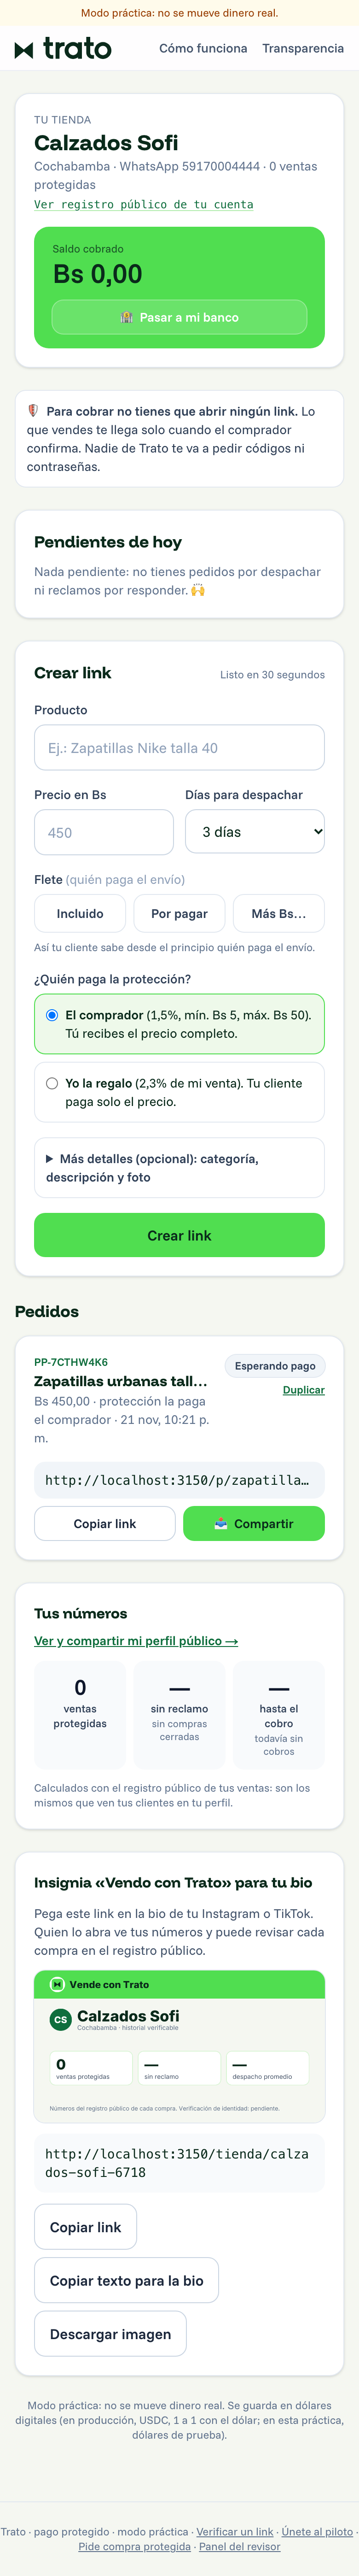 Modo práctica: no se mueve dinero real.
trato
Cómo funciona Transparencia
TU TIENDA
Calzados Sofi
Cochabamba · WhatsApp 59170004444 · 0 ventas
protegidas
Ver registro público de tu cuenta
Saldo cobrado
Bs 0,00
Pasar a mi banco
Para cobrar no tienes que abrir ningún link. Lo
que vendes te llega solo cuando el comprador
confirma. Nadie de Trato te va a pedir códigos ni
contraseñas.
Pendientes de hoy
Nada pendiente: no tienes pedidos por despachar
ni reclamos por responder. 🙌
Crear link
Listo en 30 segundos
Producto
Ej.: Zapatillas Nike talla 40
Precio en Bs
Días para despachar
450
3 días
Flete (quién paga el envío)
Incluido
Por pagar
Más Bs…
Así tu cliente sabe desde el principio quién paga el envío.
¿Quién paga la protección?
El comprador (1,5%, mín. Bs 5, máx. Bs 50).
Tú recibes el precio completo.
Yo la regalo (2,3% de mi venta). Tu cliente
paga solo el precio.
▶ Más detalles (opcional): categoría,
descripción y foto
Crear link
Pedidos
PP-7CTHW4K6
Esperando pago
Zapatillas urbanas tall…
Duplicar
Bs 450,00 · protección la paga
el comprador · 21 nov, 10:21 p.
m.
http://localhost:3150/p/zapatilla…
Copiar link
Compartir
Tus números
Ver y compartir mi perfil público →
0
ventas
protegidas
—
sin reclamo
sin compras
cerradas
—
hasta el
cobro
todavía sin
cobros
Calculados con el registro público de tus ventas: son los
mismos que ven tus clientes en tu perfil.
Insignia «Vendo con Trato» para tu bio
Pega este link en la bio de tu Instagram o TikTok.
Quien lo abra ve tus números y puede revisar cada
compra en el registro público.
Vende con Trato
CS
Calzados Sofi
Cochabamba · historial verificable
0
ventas protegidas
—
sin reclamo
—
despacho promedio
Números del registro público de cada compra. Verificación de identidad: pendiente.
http://localhost:3150/tienda/calza
dos-sofi-6718
Copiar link
Copiar texto para la bio
Descargar imagen
Modo práctica: no se mueve dinero real. Se guarda en dólares
digitales (en producción, USDC, 1 a 1 con el dólar; en esta práctica,
dólares de prueba).
Trato · pago protegido · modo práctica · Verificar un link · Únete al piloto ·
Pide compra protegida · Panel del revisor